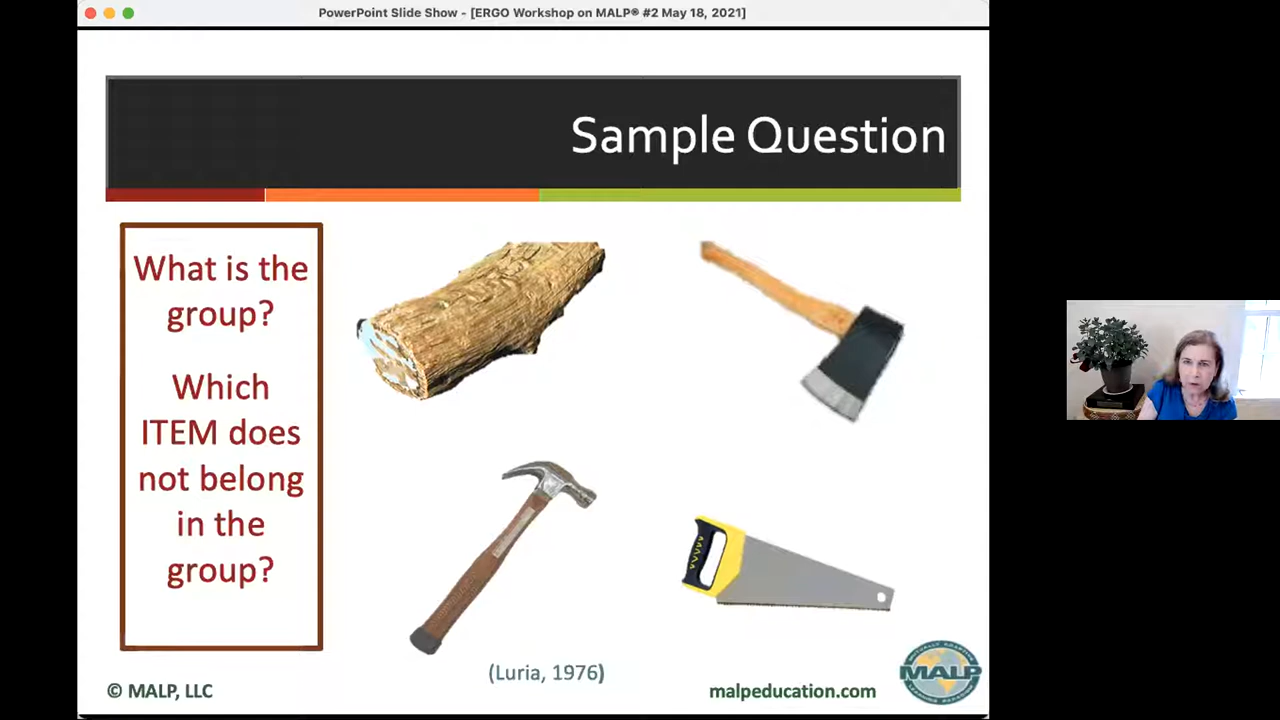 PowerPoint Slide Show - [ERGO Workshop on MALP® #2 May 18, 2021]
Sample Question
What is the
group?
Which
ITEM does
not belong
in the
group?
(Luria, 1976)
© MALP, LLC
malpeducation.com
MALP